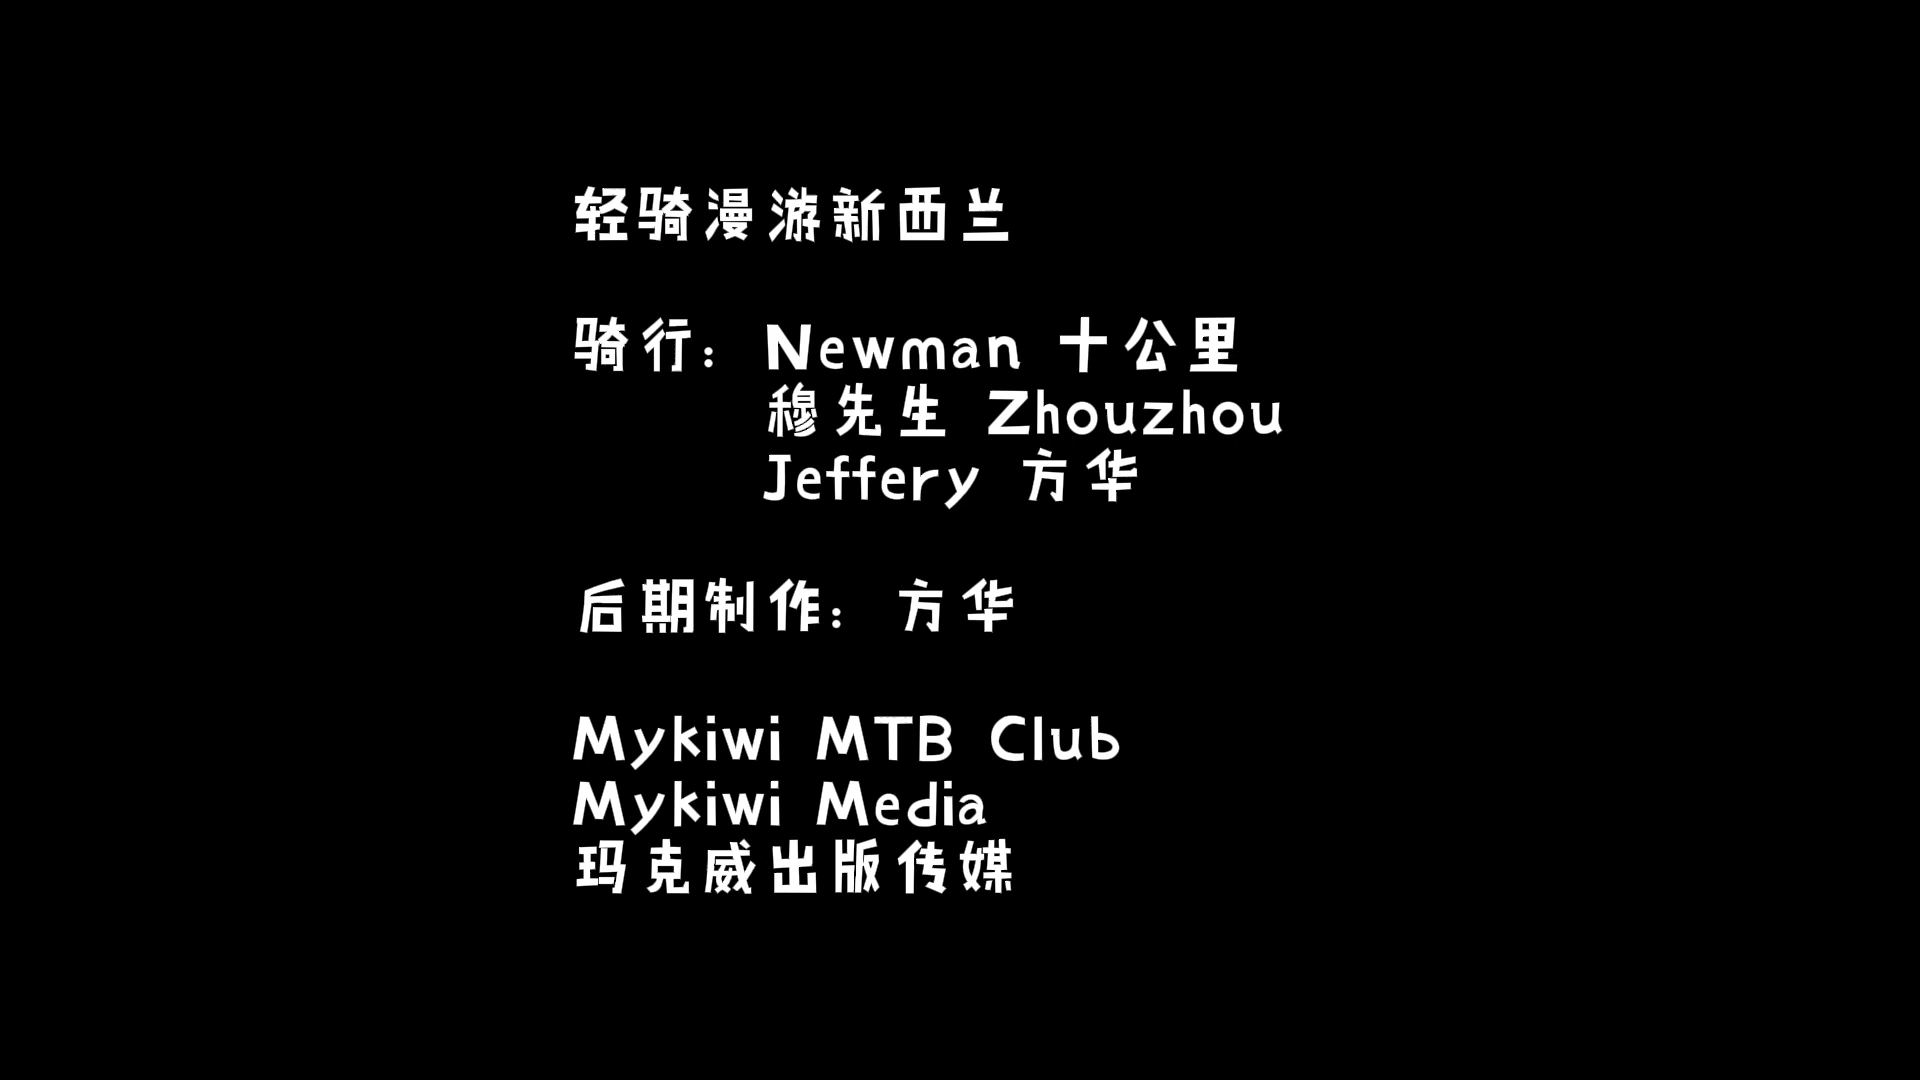 轻骑漫游新西兰
骑行：Newman 十公里
穆先生 Zhouzhou
Jeffery 方华
后期制作：方华
Mykiwi MTB Club
Mykiwi Media
玛克威出版传媒